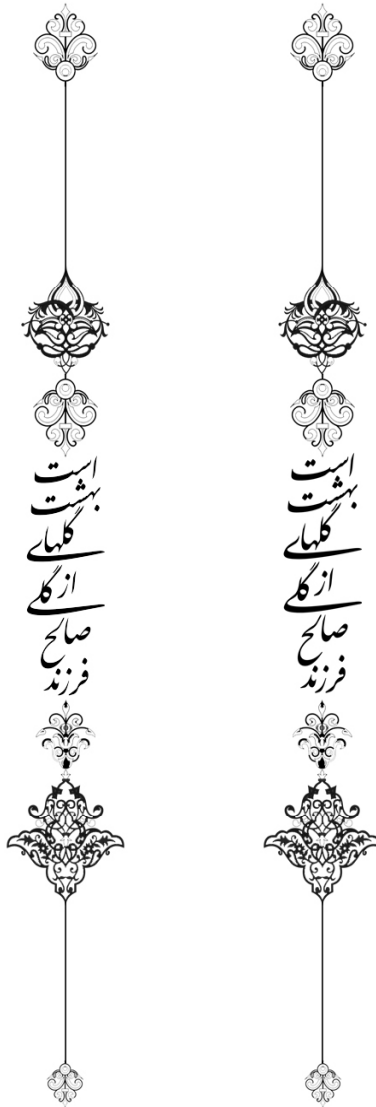 فرزند
صالح
گلی از
گلهای
بهشت
است
فرزند
صالح
گلی از
گلهای
بهشت
است